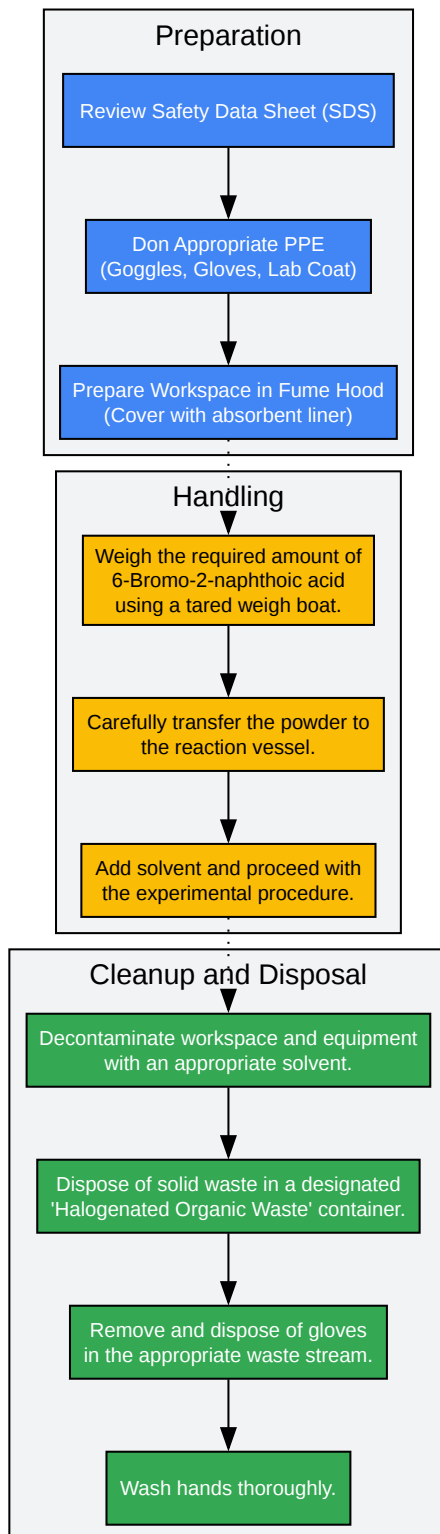 Preparation
Review Safety Data Sheet (SDS)
Don Appropriate PPE
(Goggles, Gloves, Lab Coat)
Prepare Workspace in Fume Hood
(Cover with absorbent liner)
Handling
Weigh the required amount of
6-Bromo-2-naphthoic acid
using a tared weigh boat.
Carefully transfer the powder to
the reaction vessel.
Add solvent and proceed with
the experimental procedure.
Cleanup and Disposal
Decontaminate workspace and equipment
with an appropriate solvent.
Dispose of solid waste in a designated
'Halogenated Organic Waste' container.
Remove and dispose of gloves
in the appropriate waste stream.
Wash hands thoroughly.